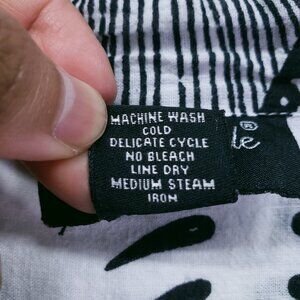 MACHINE WASH
COLD
DELICATE CYCLE
NO BLEACH
LINE DRY
MEDIUM STEAM
IRON